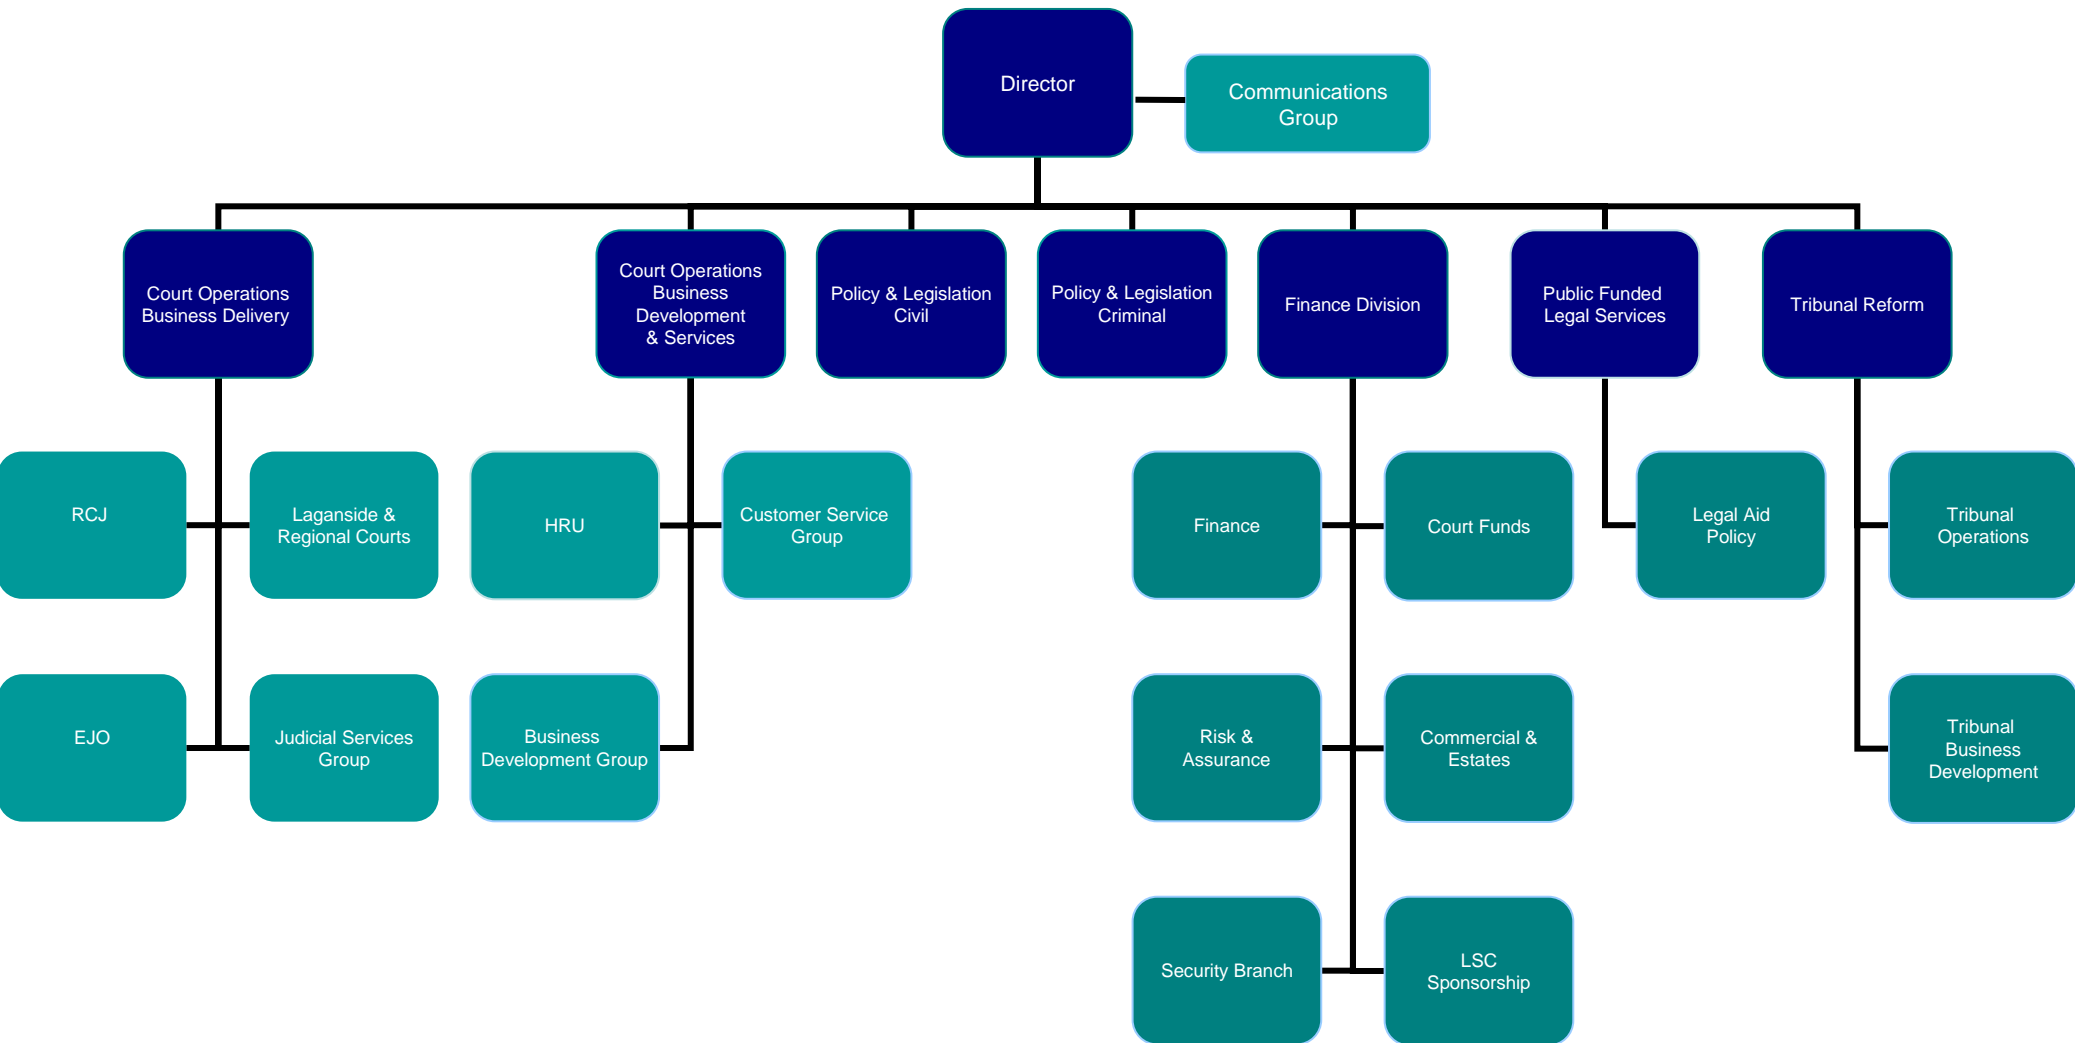 Director
Communications
Group
Court Operations
Business Delivery
Court Operations
Business
Development
& Services
Policy & Legislation
Civil
Policy & Legislation
Criminal
Finance Division
Public Funded
Legal Services
Tribunal Reform
RCJ
Laganside &
Regional Courts
HRU
Customer Service
Group
Finance
Court Funds
Legal Aid
Policy
Tribunal
Operations
EJO
Judicial Services
Group
Business
Development Group
Risk &
Assurance
Commercial &
Estates
Tribunal
Business
Development
Security Branch
LSC
Sponsorship